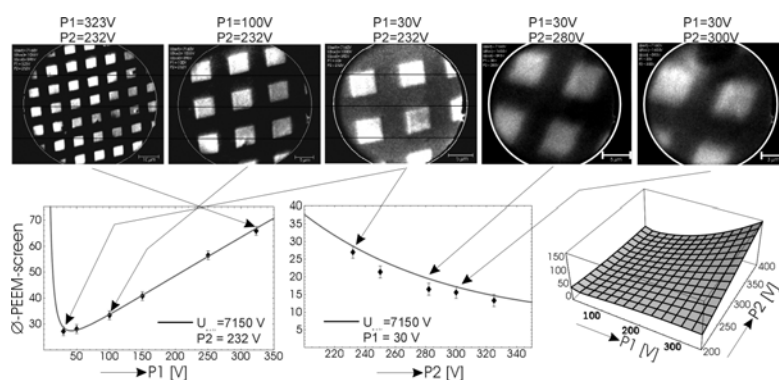 P1=323V
P2=232V
P1=100V
P2=232V
P1=30V
P2=232V
P1=30V
P2=280V
P1=30V
P2=300V
Ø-PEEM-screen
70
60
50
40
30
U =7150 V
P2 = 232 V
0 50 100 150 200 250 300 350
P1 [V]
40
35
30
25
20
15
10
5
U =7150 V
P1 = 30 V
220 240 260 280 300 320 340
P2 [V]
150
100
50
0
100
200
300
P1 [V]
400
350
300
250
200
P2 [V]